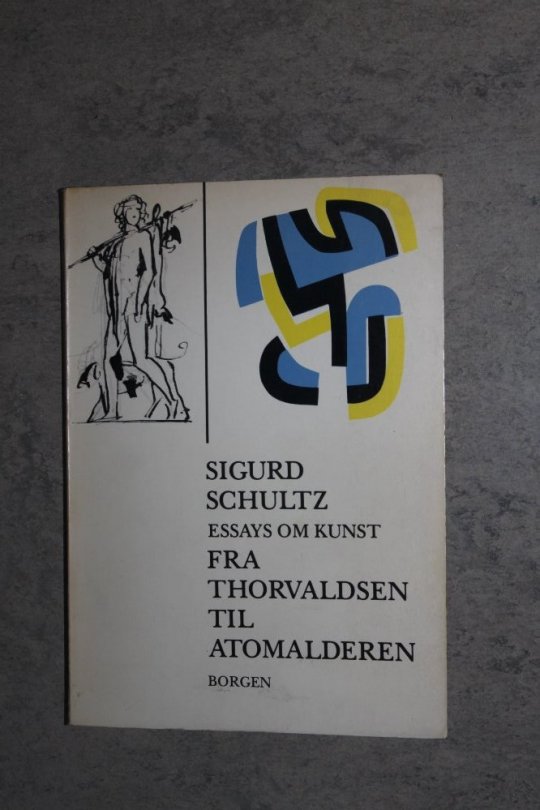 SIGURD
SCHULTZ
ESSAYS OM KUNST
FRA
THORVALDSEN
TIL
ATOMALDEREN
BORGEN